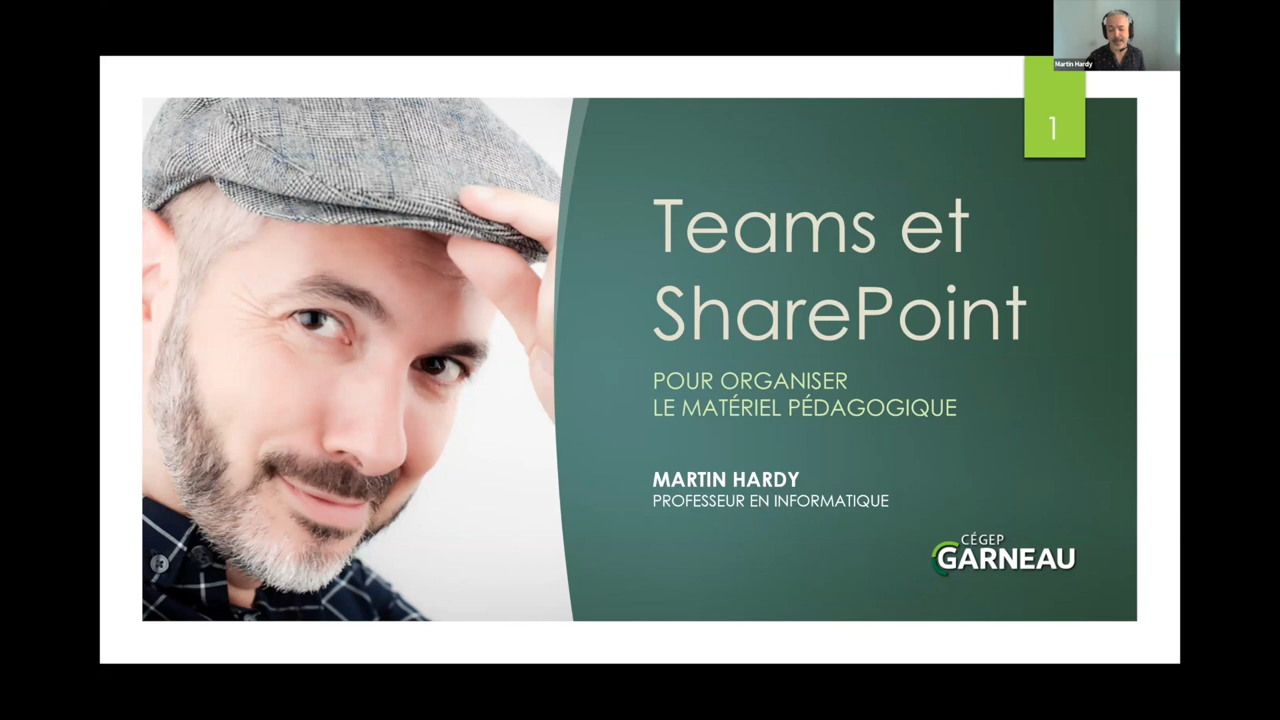 Martin Hardy
1
Teams et
SharePoint
POUR ORGANISER
LE MATÉRIEL PÉDAGOGIQUE
MARTIN HARDY
PROFESSEUR EN INFORMATIQUE
CÉGEP
GARNEAU